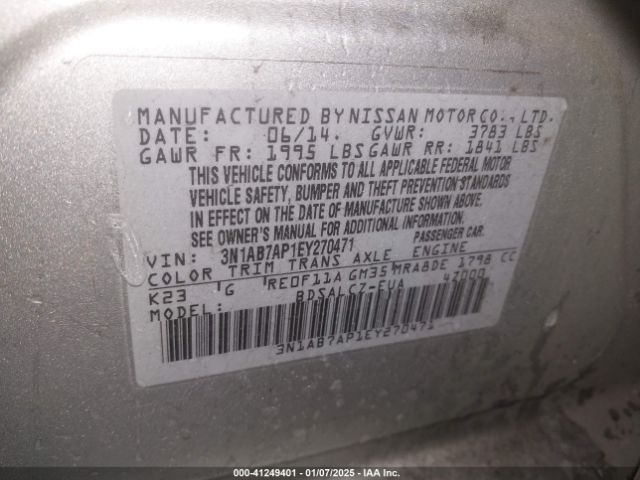 MANUFACTURED BY NISSAN MOTOR CO., LTD.
DATE: 06/14. GVWR: 3783 LBS
GAWR FR: 1995 LBS GAWR RR: 1841 LBS
THIS VEHICLE CONFORMS TO ALL APPLICABLE FEDERAL MOTOR
VEHICLE SAFETY, BUMPER AND THEFT PREVENTION STANDARDS
IN EFFECT ON THE DATE OF MANUFACTURE SHOWN ABOVE.
SEE OWNER'S MANUAL FOR ADDITIONAL INFORMATION.
VIN: 3N1AB7AP1EY270471 PASSENGER CAR.
COLOR TRIM TRANS AXLE ENGINE
K23 G RE0F11A GM35 MRA8DE 1798 CC
MODEL: BDSALCZ-EUA 47000
3N1AB7AP1EY270471
000-41249401 - 01/07/2025 - IAA Inc.